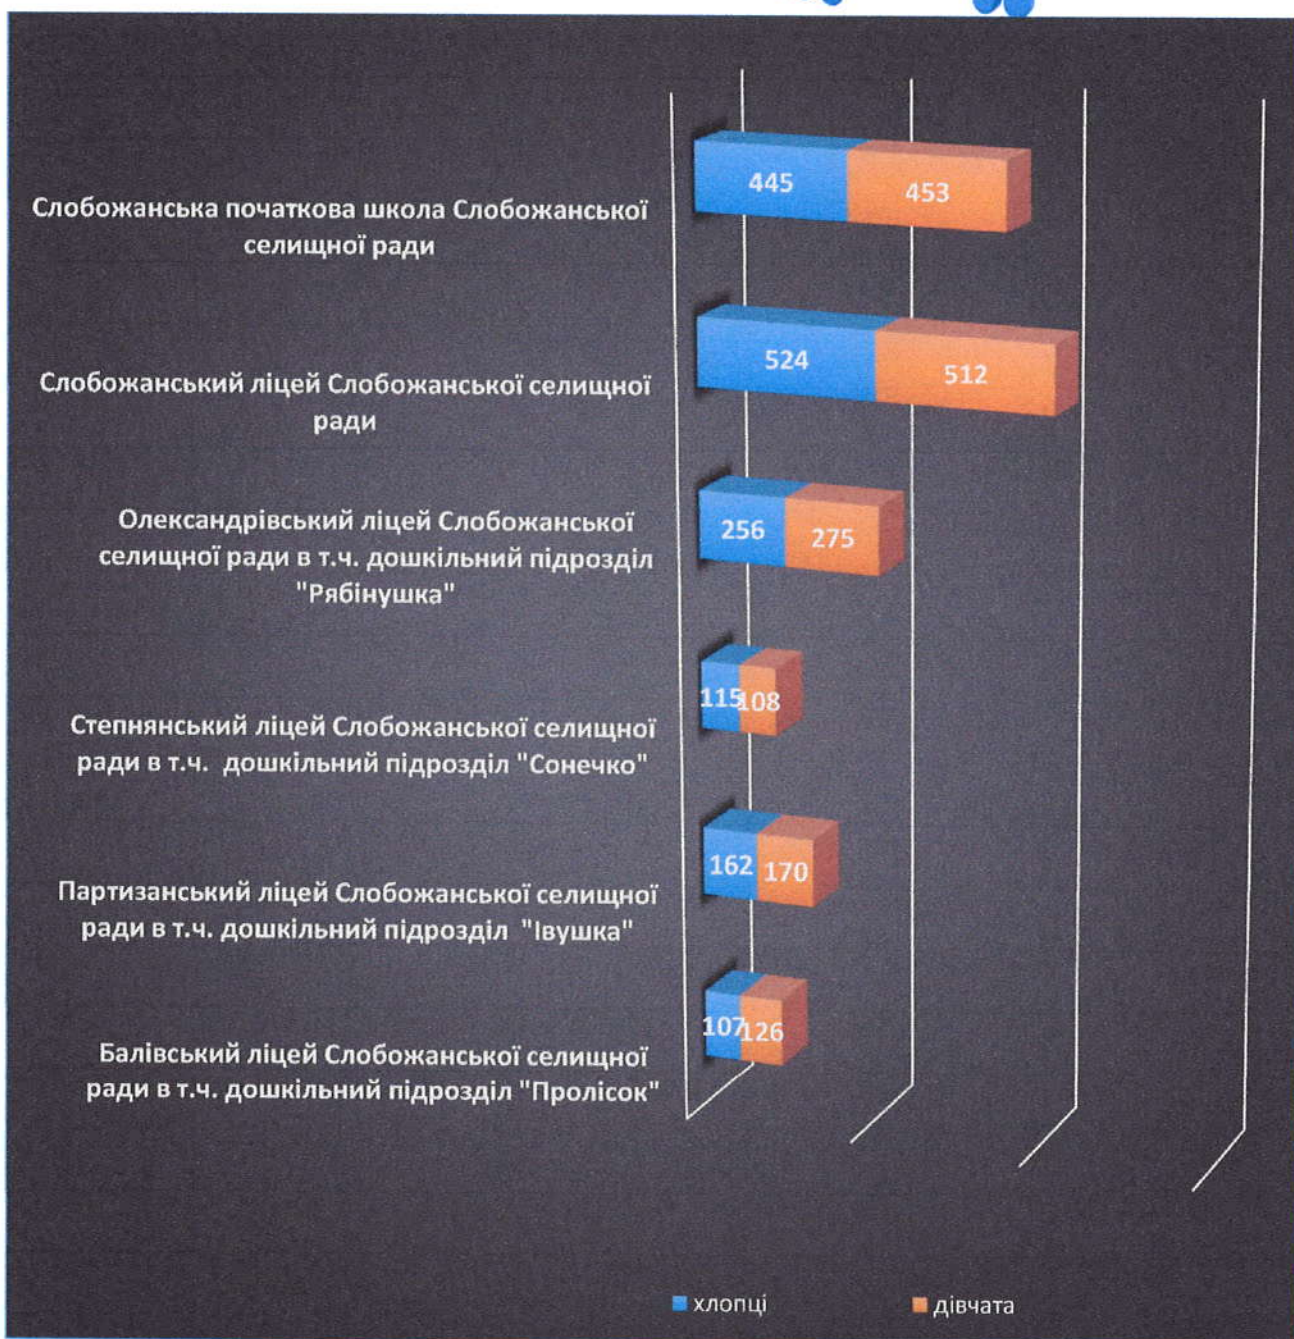 445
453
Слобожанська початкова школа Слобожанської
селищної ради
524
512
Слобожанський ліцей Слобожанської селищної
ради
256
275
Олександрівський ліцей Слобожанської
селищної ради в т.ч. дошкільний підрозділ
"Рябінушка"
115
108
Степнянський ліцей Слобожанської селищної
ради в т.ч.  дошкільний підрозділ "Сонечко"
162
170
Партизанський ліцей Слобожанської селищної
ради в т.ч. дошкільний підрозділ  "Івушка"
107
126
Балівський ліцей Слобожанської селищної
ради в т.ч. дошкільний підрозділ "Пролісок"
хлопці
дівчата